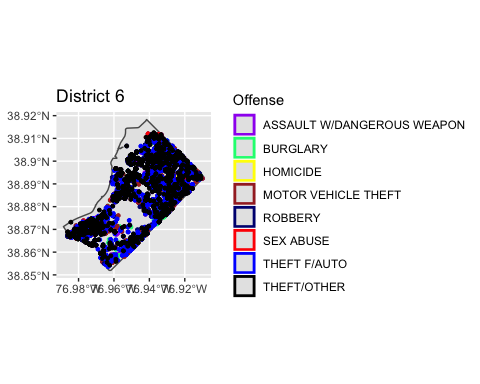 District 6
38.92°N
38.91°N
38.9°N
38.89°N
38.88°N
38.87°N
38.86°N
38.85°N
76.98°W 76.96°W 76.94°W 76.92°W
Offense
ASSAULT W/DANGEROUS WEAPON
BURGLARY
HOMICIDE
MOTOR VEHICLE THEFT
ROBBERY
SEX ABUSE
THEFT F/AUTO
THEFT/OTHER